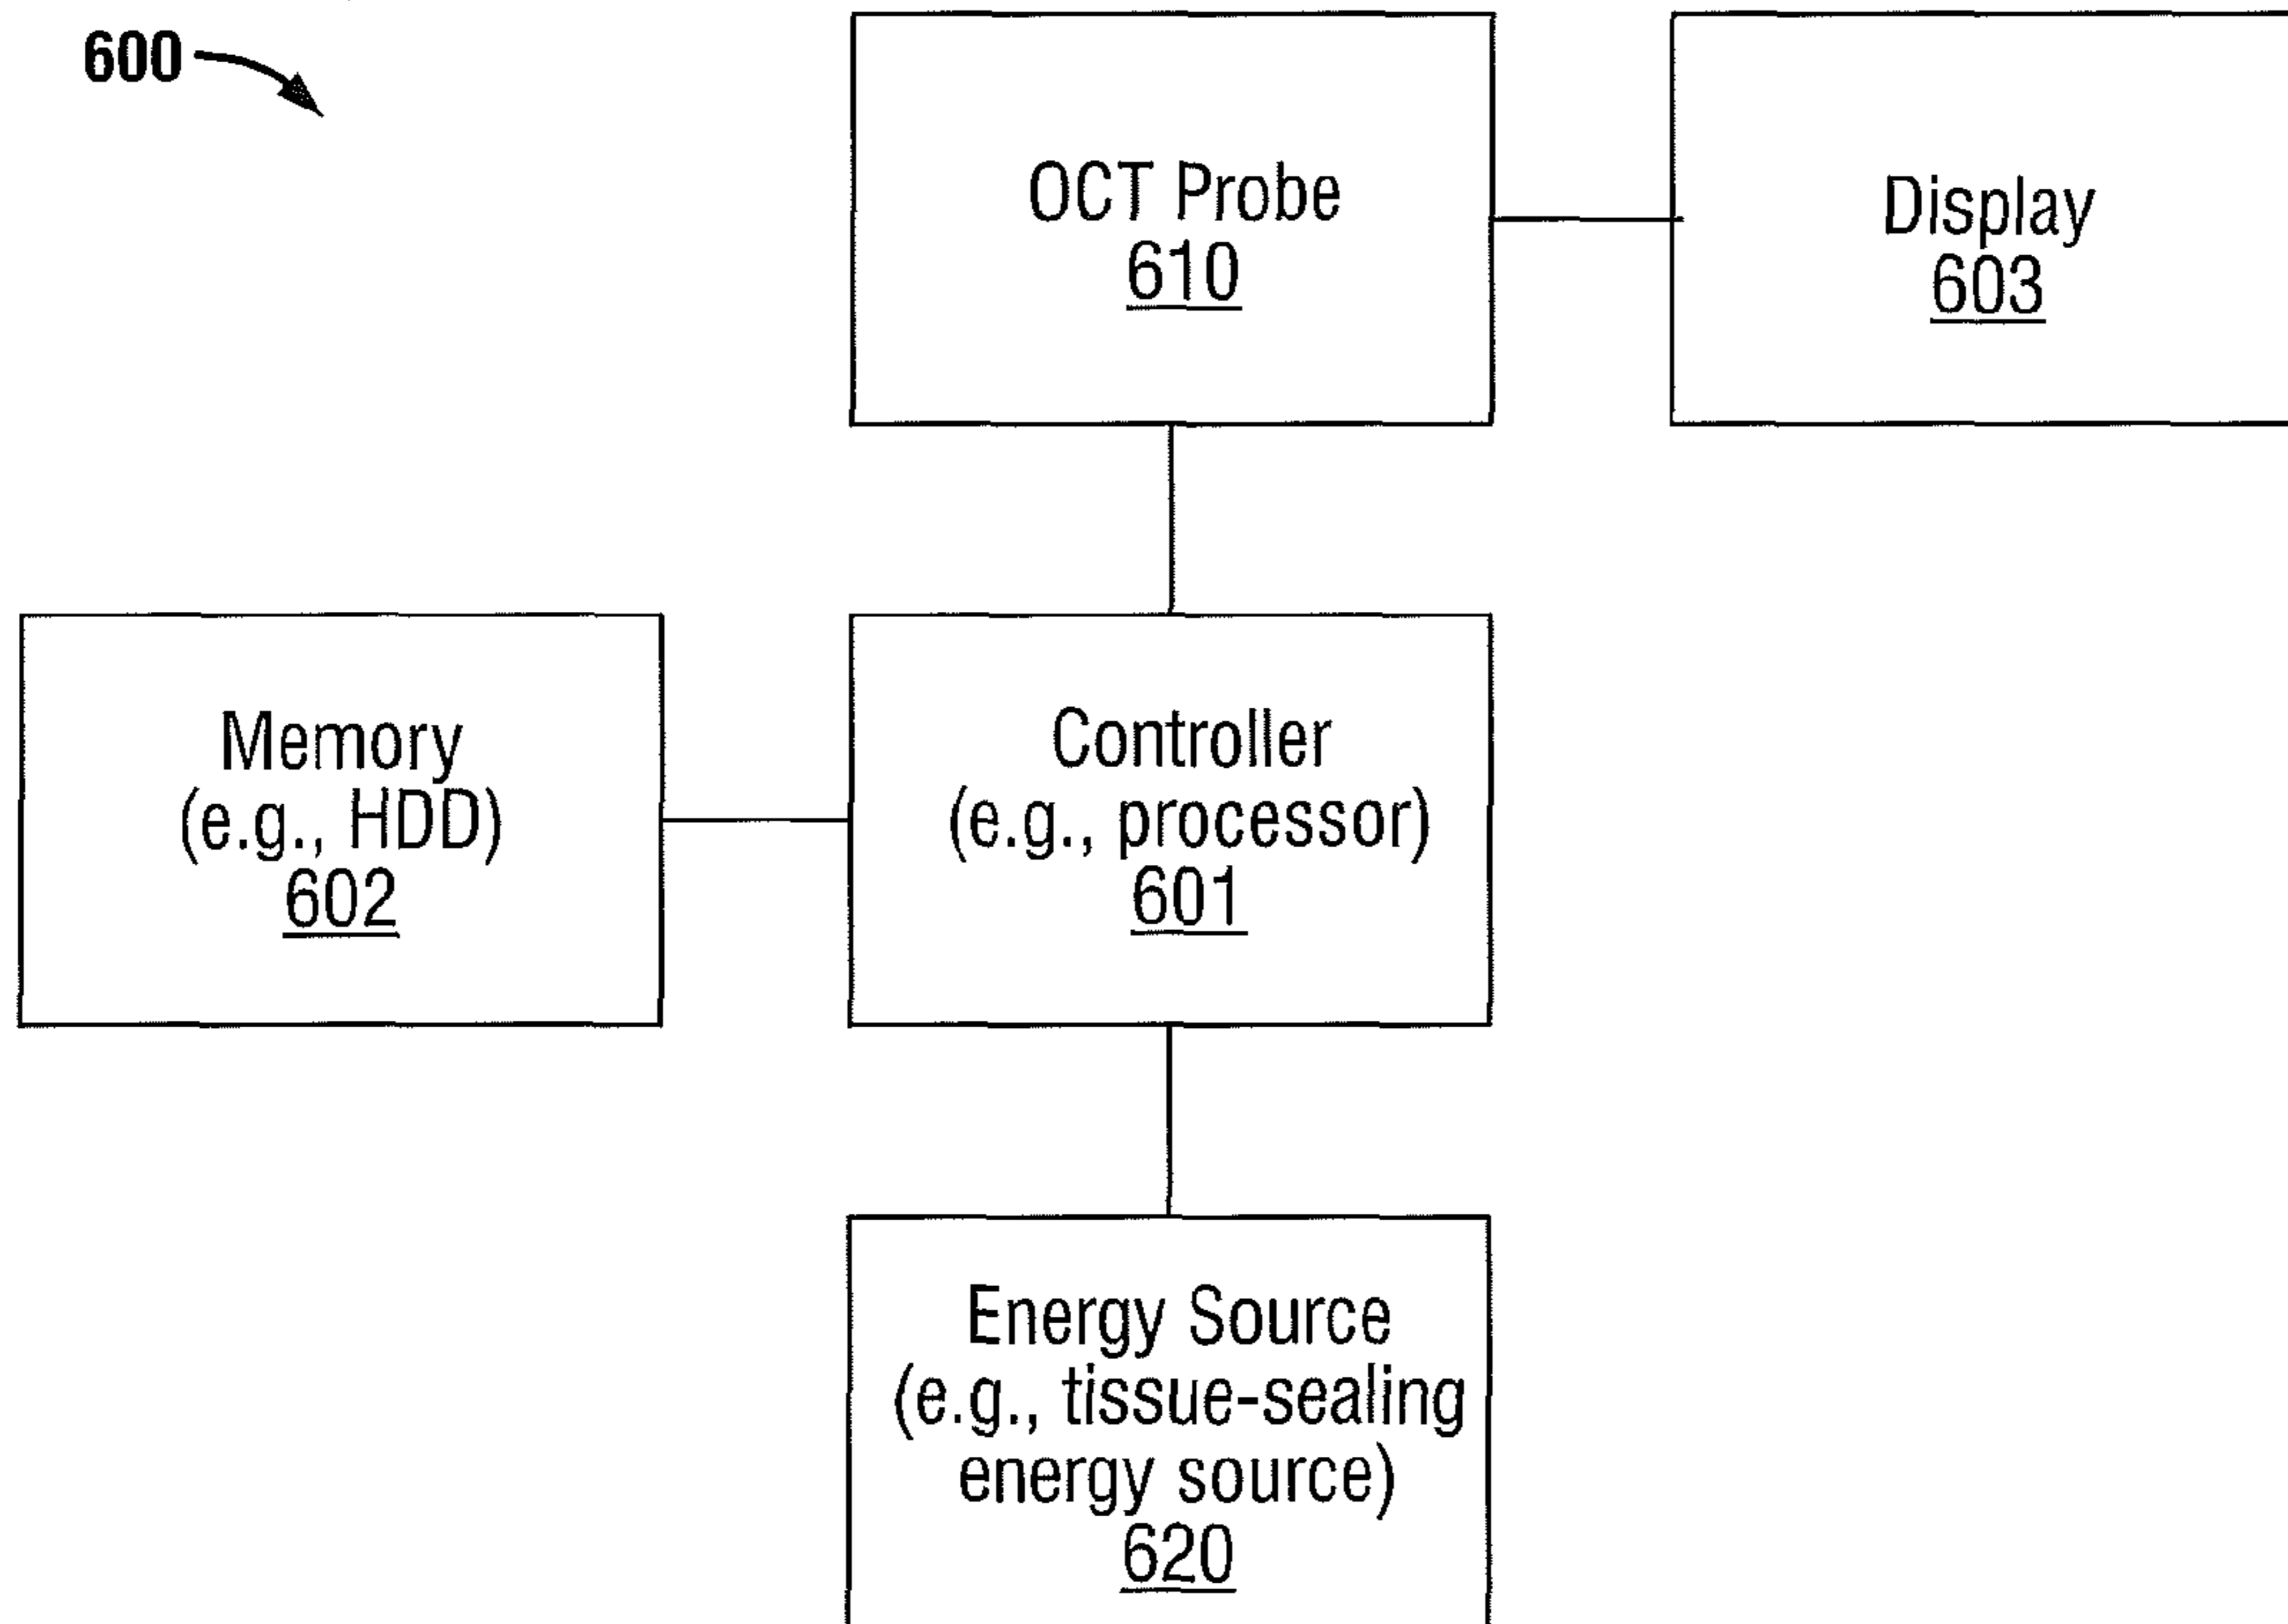 600
OCT Probe
610
Display
603
Memory
(e.g., HDD)
602
Controller
(e.g., processor)
601
Energy Source
(e.g., tissue-sealing
energy source)
620